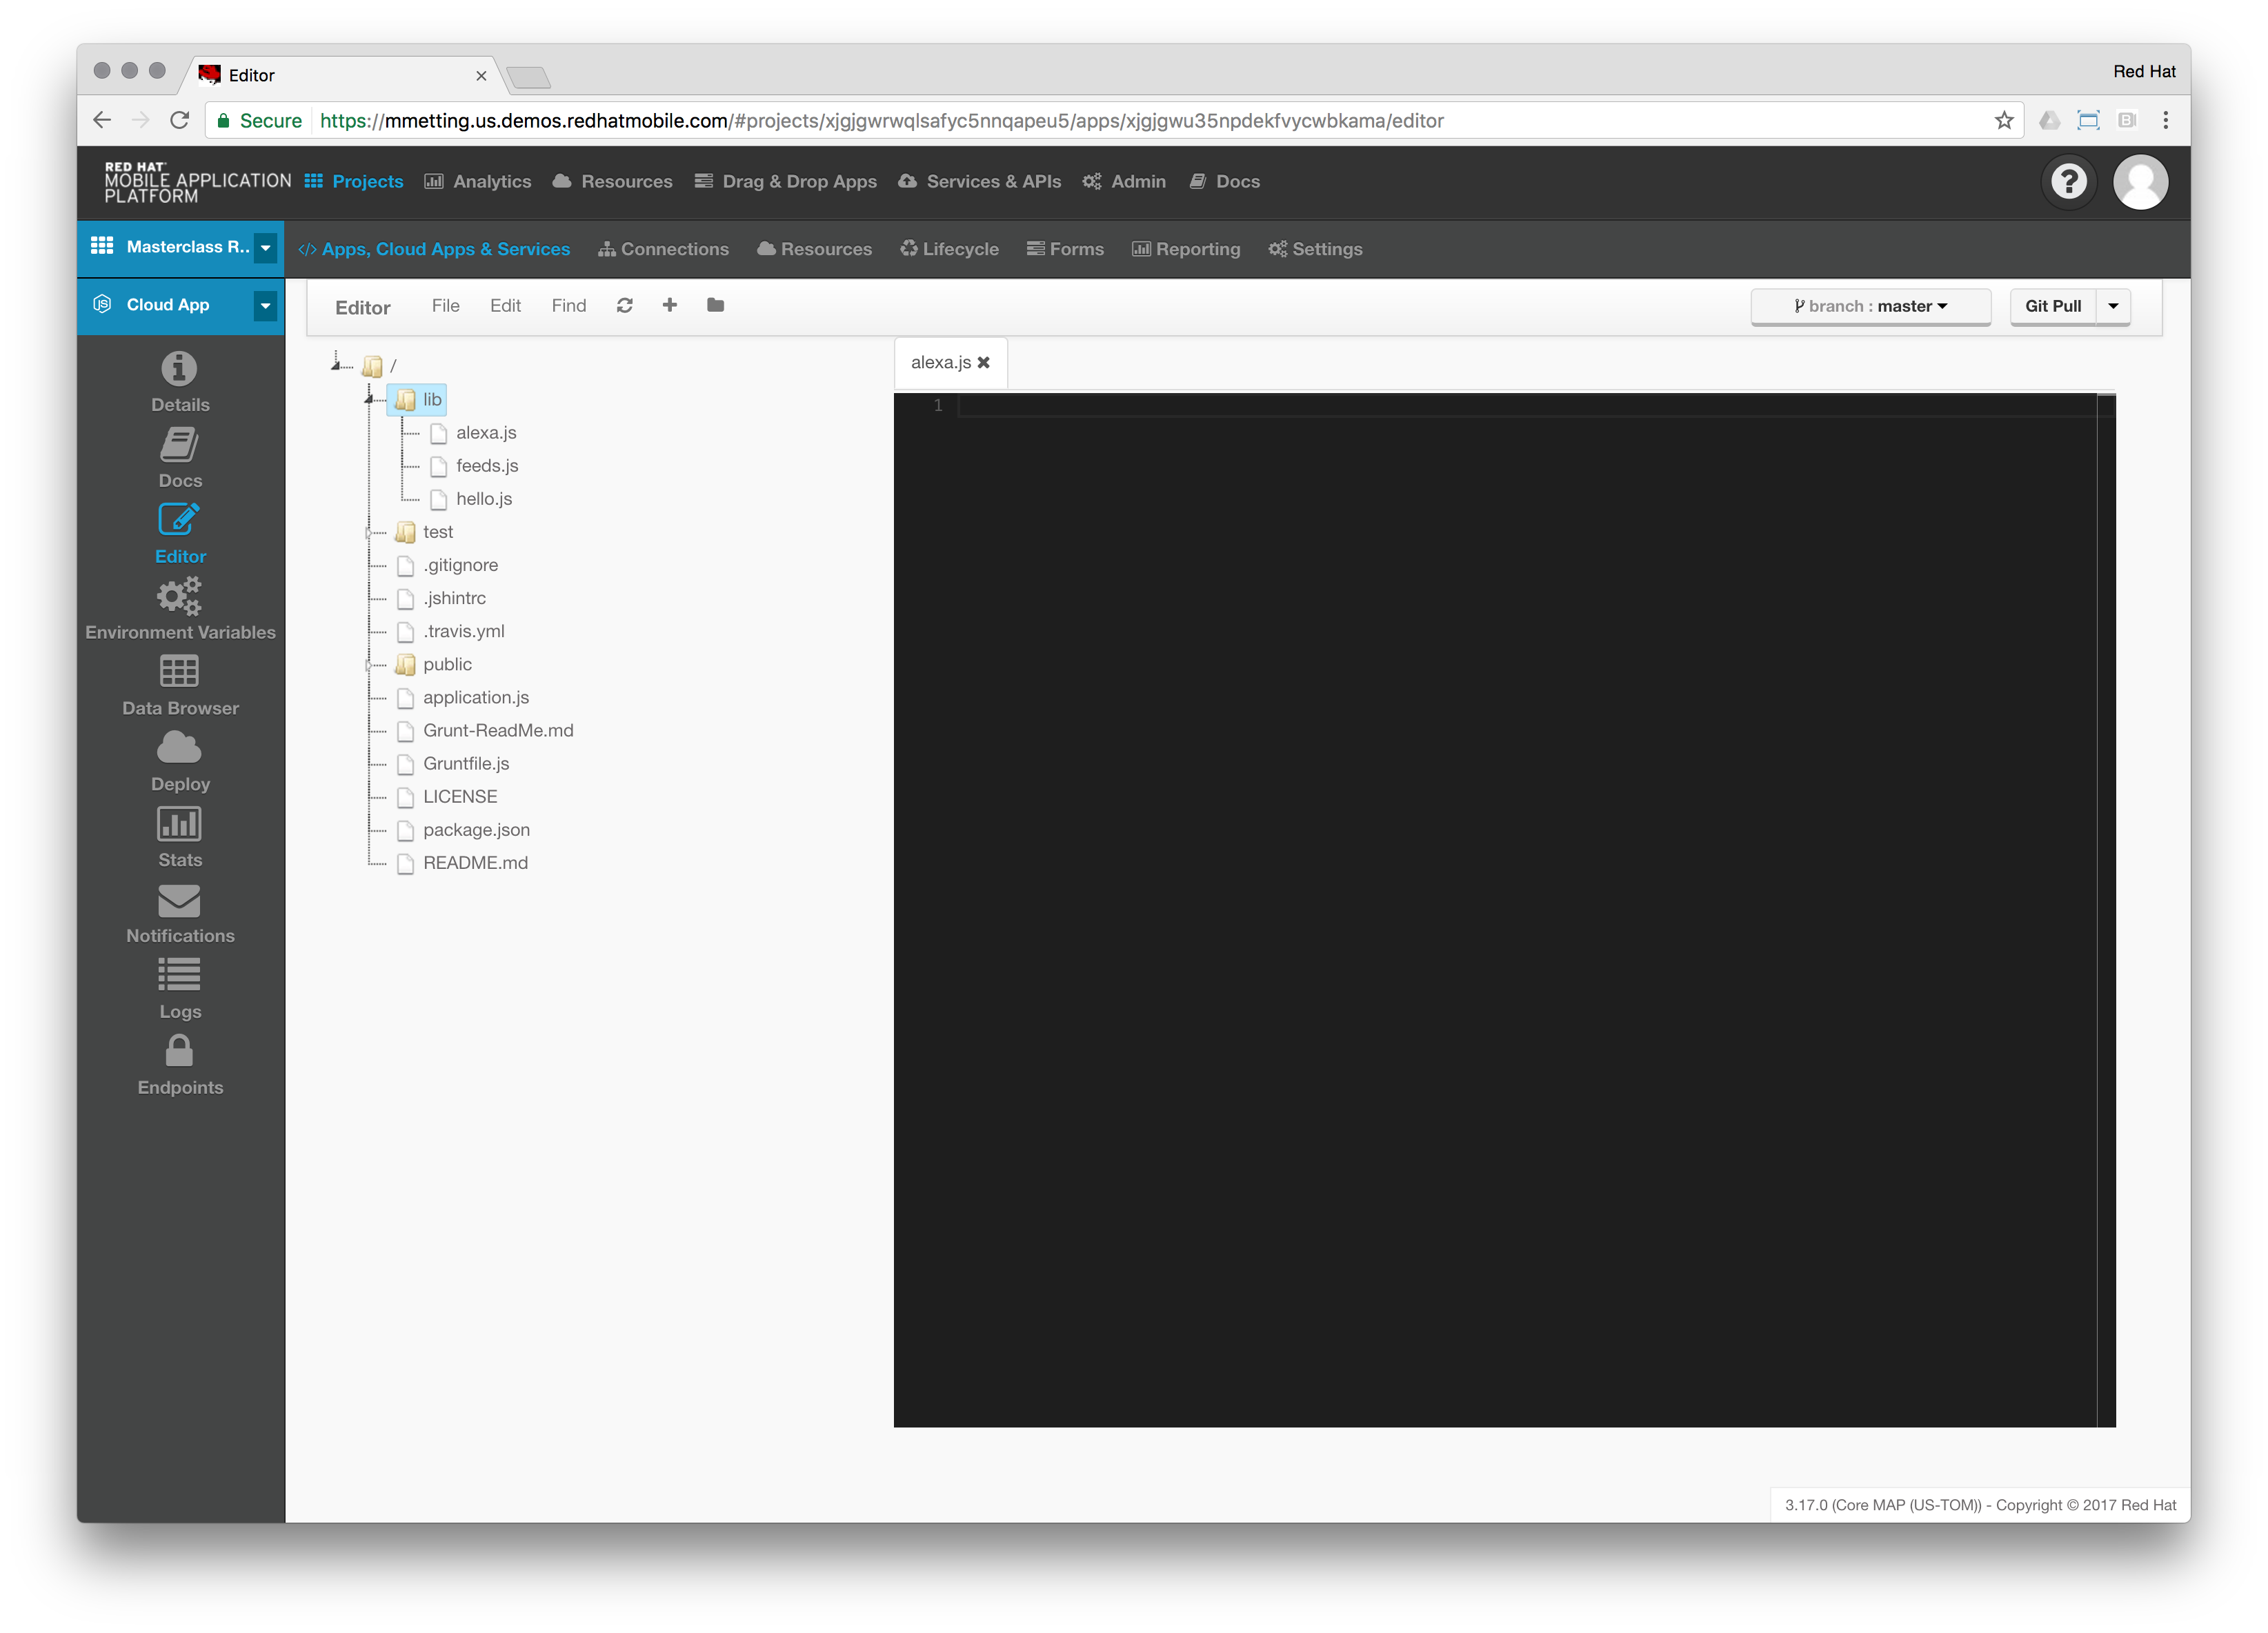 Editor
Red Hat
Secure https://mmetting.us.demos.redhatmobile.com/#projects/xjgjgwrwqlsafyc5nnqapeu5/apps/xjgjgwu35npdekfvycwbkama/editor
RED HAT
MOBILE APPLICATION
PLATFORM
Projects Analytics Resources Drag & Drop Apps Services & APIs Admin Docs
Masterclass R.. Apps, Cloud Apps & Services Connections Resources Lifecycle Forms Reporting Settings
Cloud App
Editor File Edit Find branch : master Git Pull
Details
Docs
Editor
Environment Variables
Data Browser
Deploy
Stats
Notifications
Logs
Endpoints
/
lib
alexa.js
feeds.js
hello.js
test
.gitignore
.jshintrc
.travis.yml
public
application.js
Grunt-ReadMe.md
Gruntfile.js
LICENSE
package.json
README.md
alexa.js
1
3.17.0 (Core MAP (US-TOM)) - Copyright © 2017 Red Hat